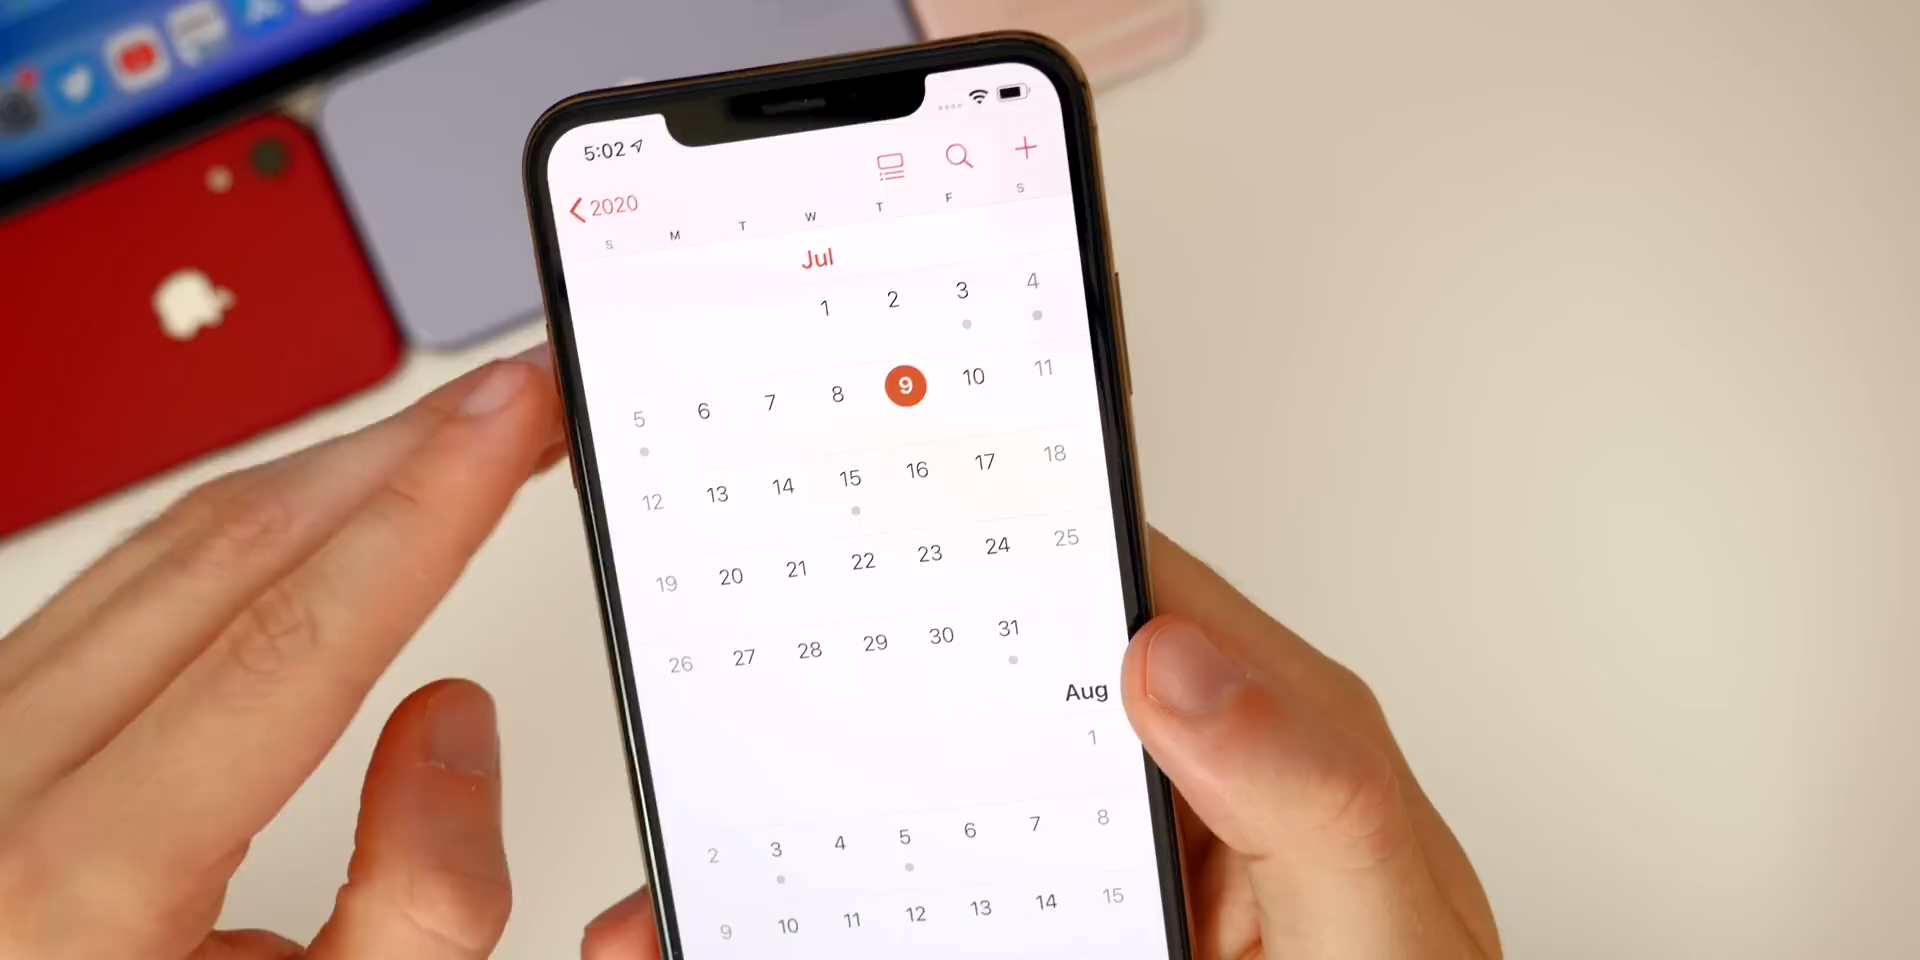 5:02
2020
S M T W T F S
Jul
1 2 3 4
5 6 7 8 9 10 11
12 13 14 15 16 17 18
19 20 21 22 23 24 25
26 27 28 29 30 31
Aug
1
2 3 4 5 6 7 8
9 10 11 12 13 14 15